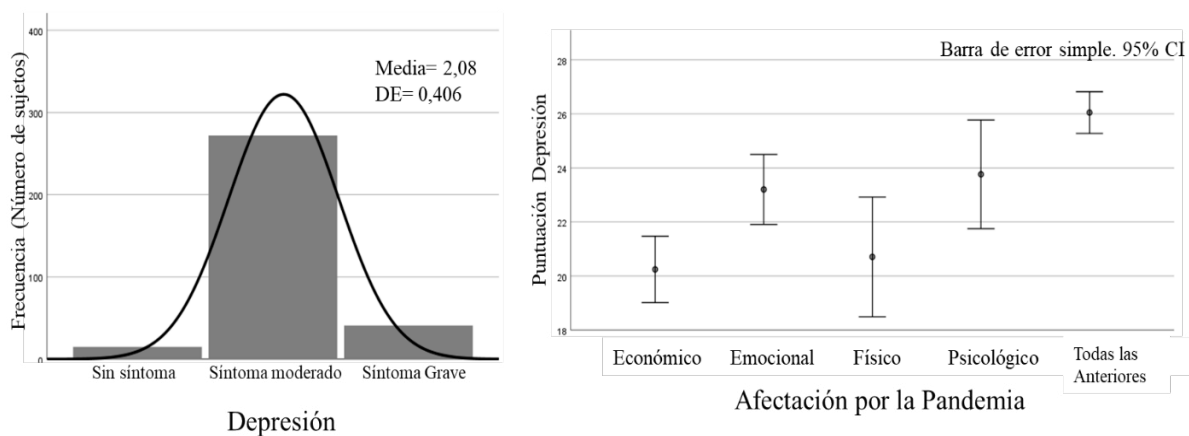 Frecuencia (Número de sujetos)
400
300
200
100
0
Media= 2,08
DE= 0,406
Sin síntoma
Síntoma moderado
Síntoma Grave
Depresión
Puntuación Depresión
28
26
24
22
20
18
Barra de error simple. 95% CI
Económico
Emocional
Físico
Psicológico
Todas las
Anteriores
Afectación por la Pandemia